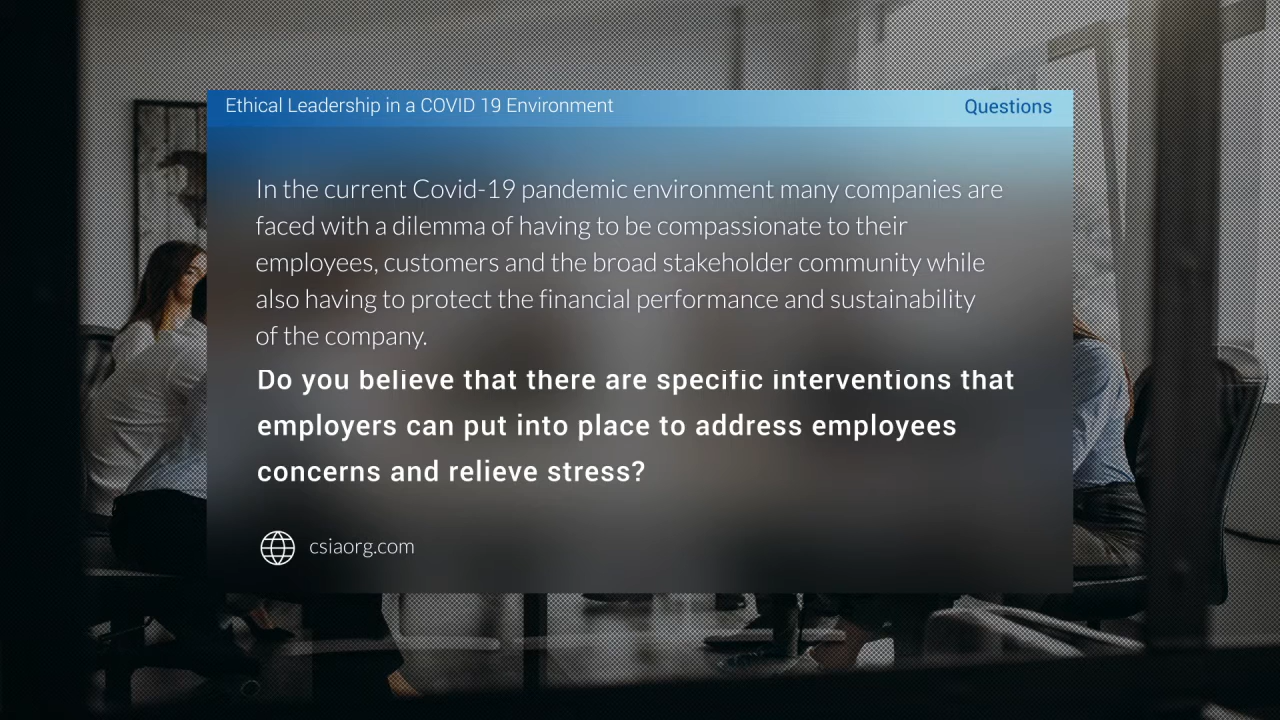 Ethical Leadership in a COVID 19 Environment
Questions
In the current Covid-19 pandemic environment many companies are
faced with a dilemma of having to be compassionate to their
employees, customers and the broad stakeholder community while
also having to protect the financial performance and sustainability
of the company.
Do you believe that there are specific interventions that
employers can put into place to address employees
concerns and relieve stress?
csiaorg.com